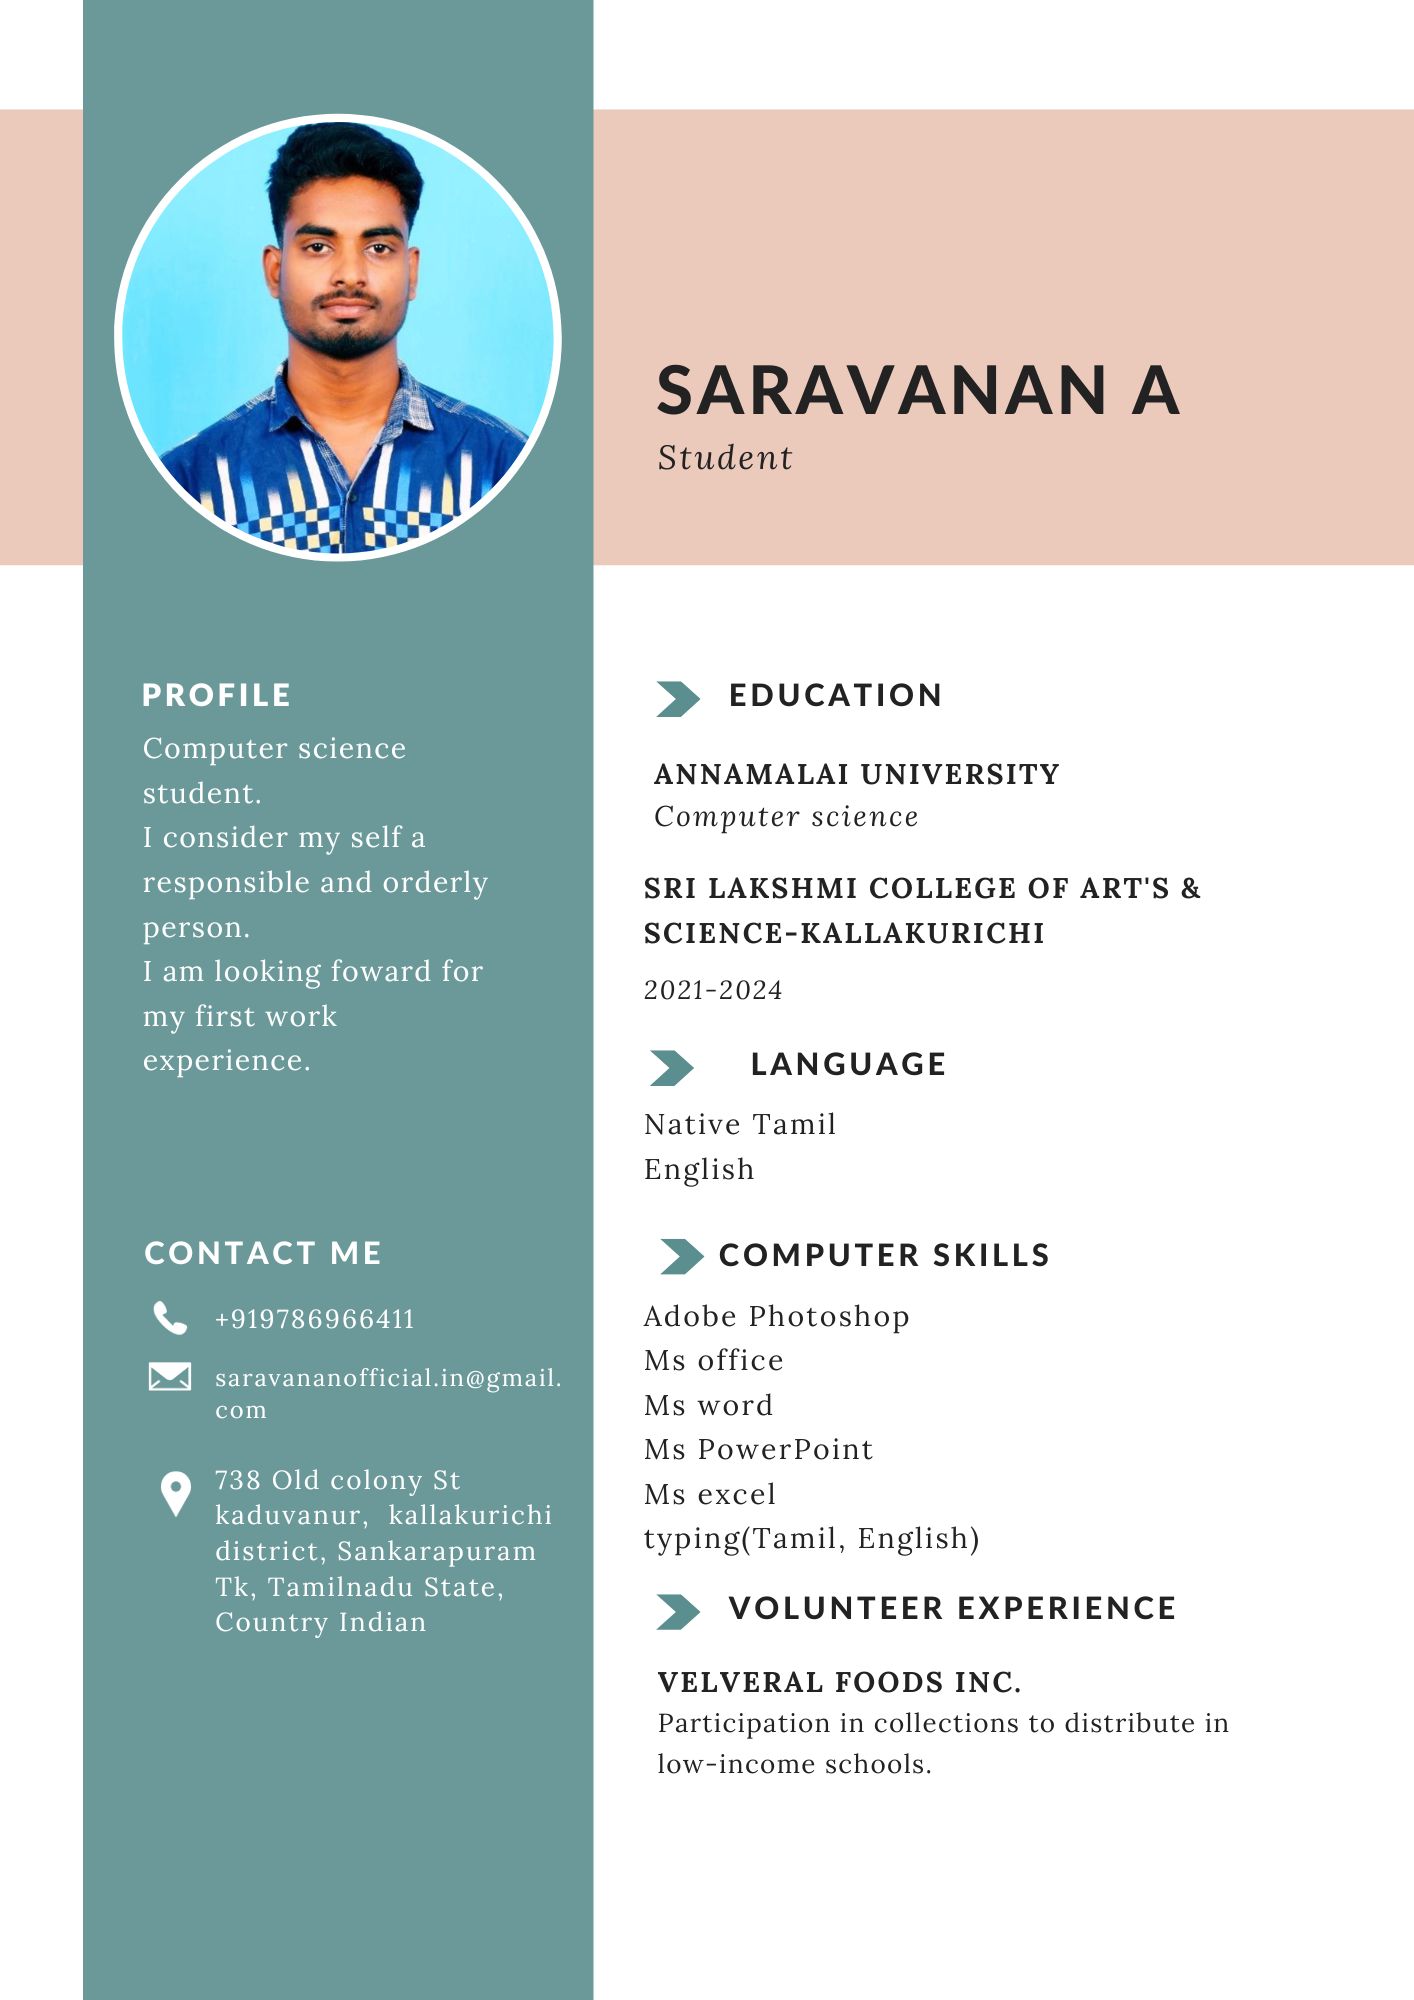 SARAVANAN A
Student
PROFILE
Computer science
student.
I consider my self a
responsible and orderly
person.
I am looking foward for
my first work
experience.
CONTACT ME
+919786966411
saravananofficial.in@gmail.
com
738 Old colony St
kaduvanur,  kallakurichi
district, Sankarapuram
Tk, Tamilnadu State,
Country Indian
EDUCATION
ANNAMALAI UNIVERSITY
Computer science
SRI LAKSHMI COLLEGE OF ART'S &
SCIENCE-KALLAKURICHI
2021-2024
LANGUAGE
Native Tamil
English
COMPUTER SKILLS
Adobe Photoshop
Ms office
Ms word
Ms PowerPoint
Ms excel
typing(Tamil, English)
VOLUNTEER EXPERIENCE
VELVERAL FOODS INC.
Participation in collections to distribute in
low-income schools.